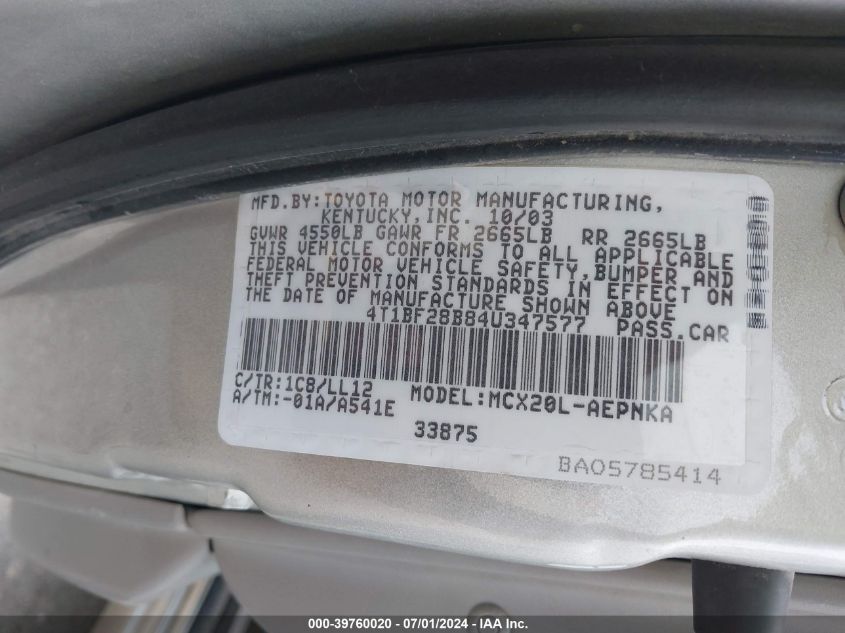 MFD.BY:TOYOTA MOTOR MANUFACTURING,
KENTUCKY,INC. 10/03
GVWR 4550LB GAWR FR 2665LB RR 2665LB
THIS VEHICLE CONFORMS TO ALL APPLICABLE
FEDERAL MOTOR VEHICLE SAFETY,BUMPER AND
THEFT PREVENTION STANDARDS IN EFFECT ON
THE DATE OF MANUFACTURE SHOWN ABOVE
4T1BF28B84U347577 PASS.CAR
C/TR:1C8/LL12 MODEL:MCX20L-AEPNKA
A/TM:-01A/A541E
33875
BA05785414
000-39760020 - 07/01/2024 - IAA Inc.